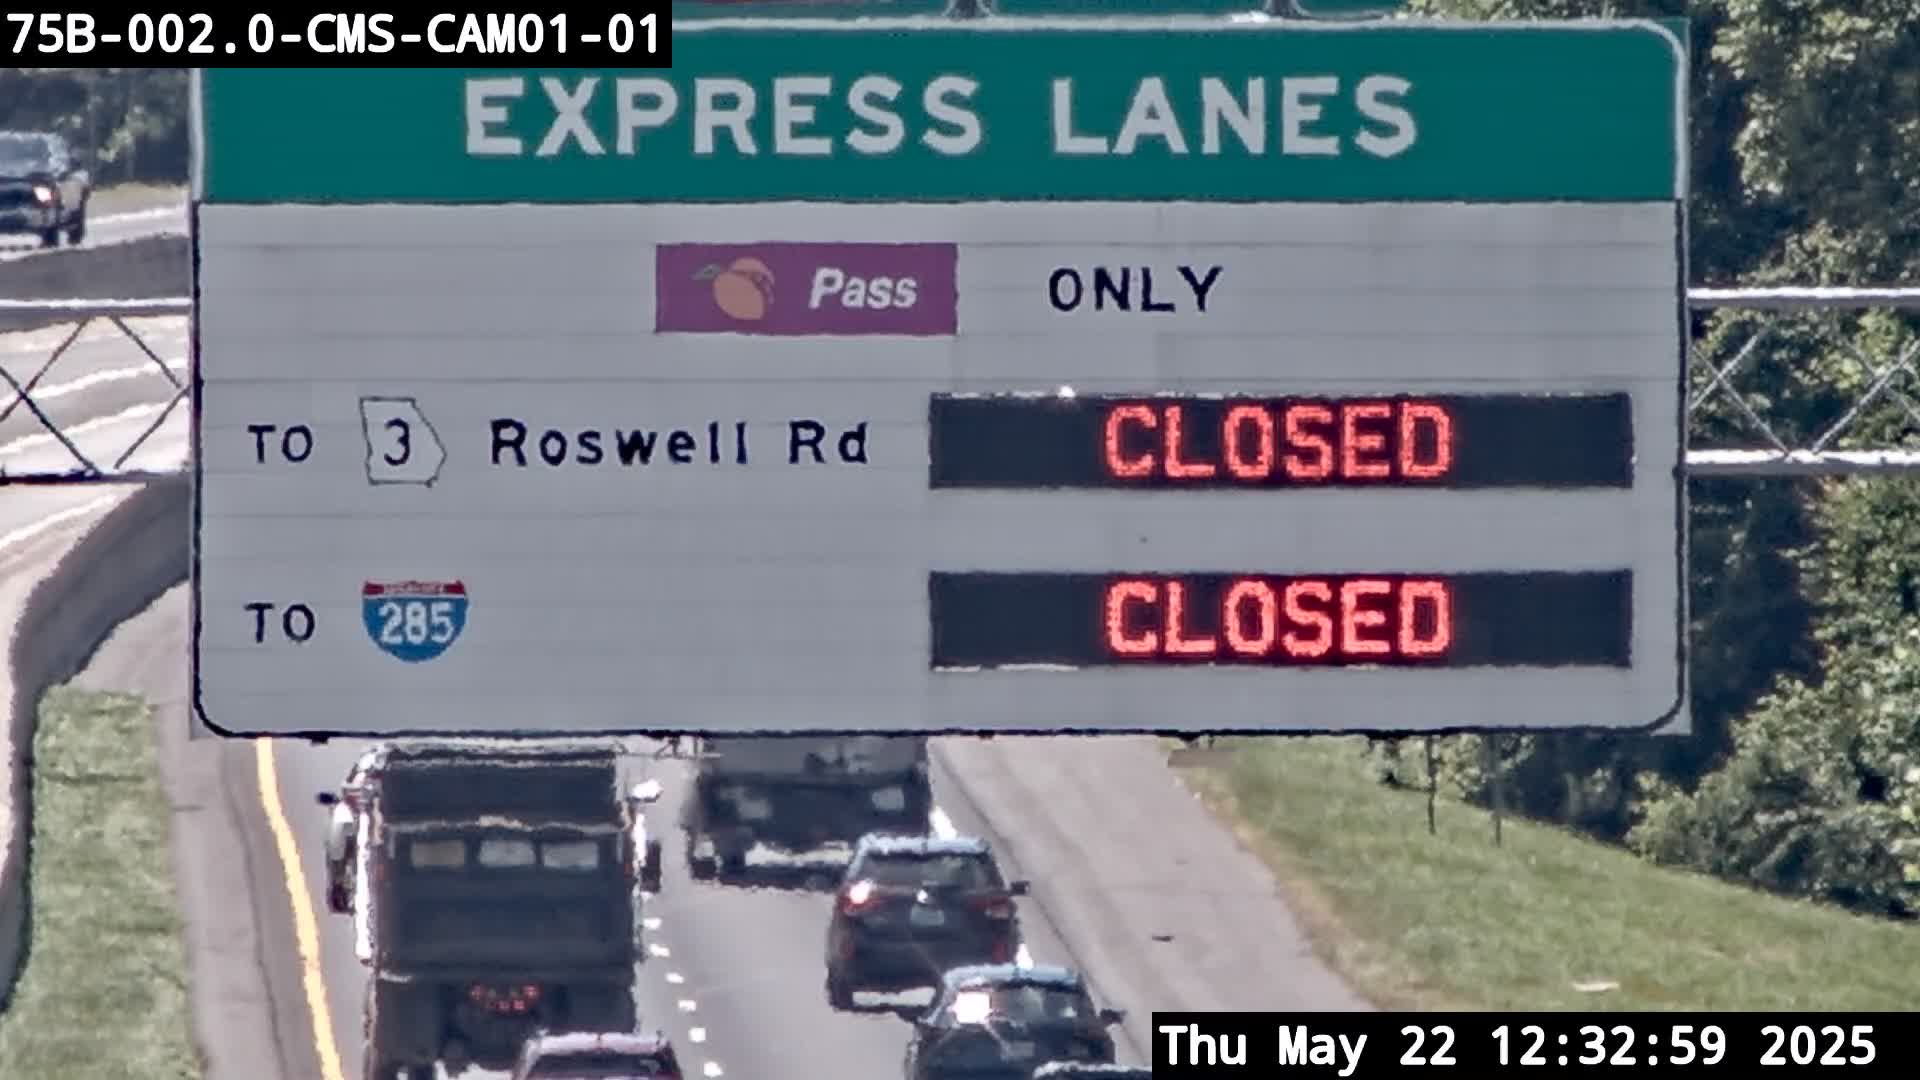 75B-002.0-CMS-CAM01-01
EXPRESS LANES
Pass ONLY
TO 3 Roswell Rd CLOSED
TO 285 CLOSED
Thu May 22 12:32:59 2025